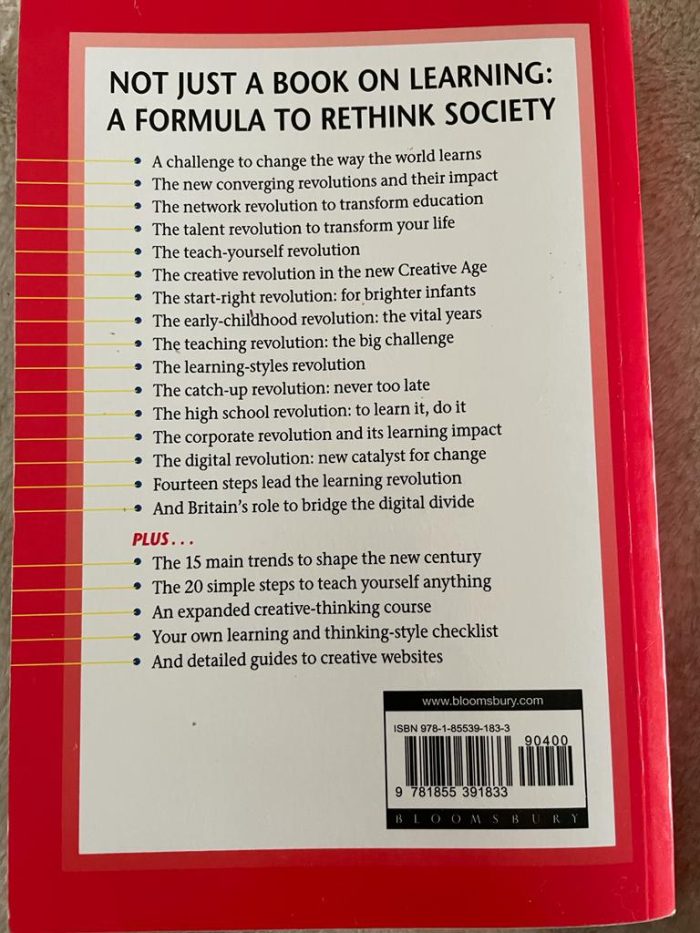 NOT JUST A BOOK ON LEARNING:
A FORMULA TO RETHINK SOCIETY
• A challenge to change the way the world learns
• The new converging revolutions and their impact
• The network revolution to transform education
• The talent revolution to transform your life
• The teach-yourself revolution
• The creative revolution in the new Creative Age
• The start-right revolution: for brighter infants
• The early-childhood revolution: the vital years
• The teaching revolution: the big challenge
• The learning-styles revolution
• The catch-up revolution: never too late
• The high school revolution: to learn it, do it
• The corporate revolution and its learning impact
• The digital revolution: new catalyst for change
• Fourteen steps lead the learning revolution
• And Britain's role to bridge the digital divide
PLUS...
• The 15 main trends to shape the new century
• The 20 simple steps to teach yourself anything
• An expanded creative-thinking course
• Your own learning and thinking-style checklist
• And detailed guides to creative websites
www.bloomsbury.com
ISBN 978-1-85539-183-3
90400
9 781855 391833
BLOOMSBURY